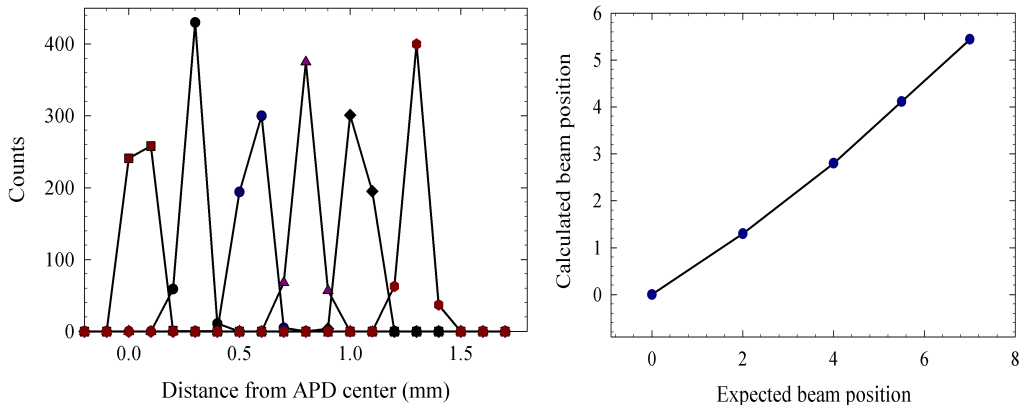 400
300
200
100
0
Counts
0.0 0.5 1.0 1.5
Distance from APD center (mm)
6
5
4
3
2
1
0
Calculated beam position
0 2 4 6 8
Expected beam position